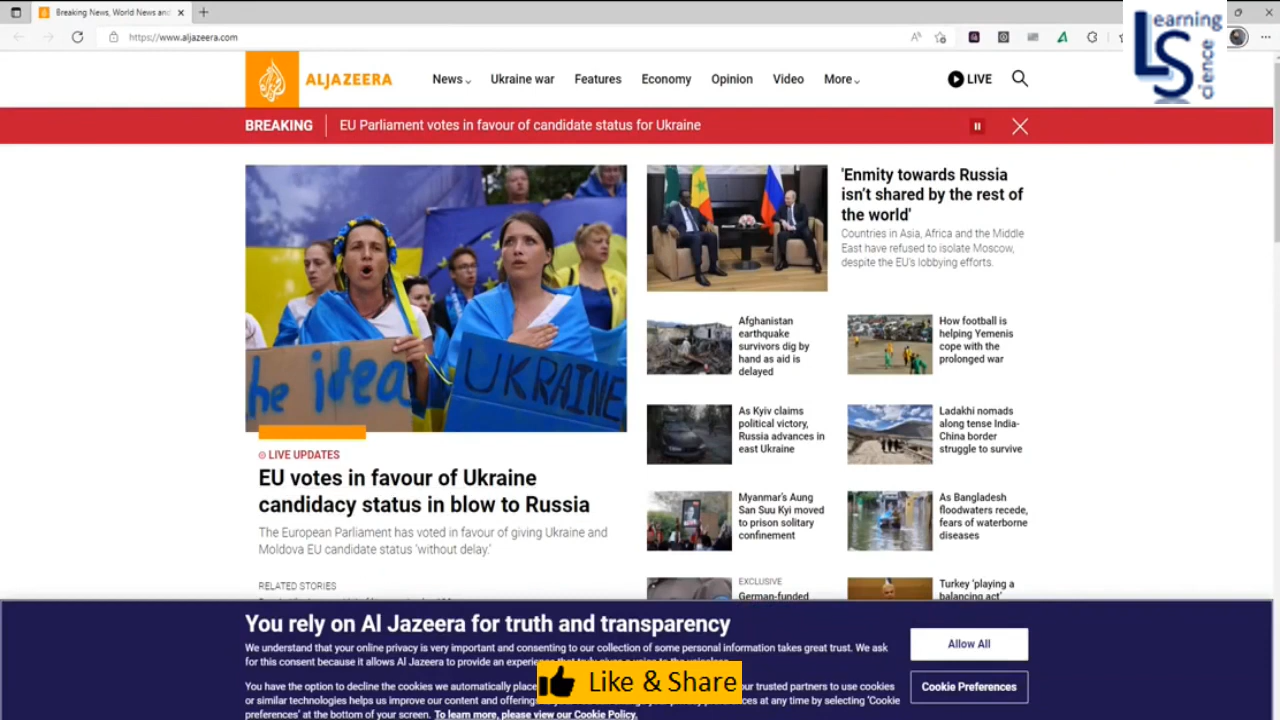 Breaking News, World News and
https://www.aljazeera.com
Learning
Science
ALJAZEERA
News
Ukraine war
Features
Economy
Opinion
Video
More
LIVE
BREAKING
EU Parliament votes in favour of candidate status for Ukraine
he idea
UKRAINE
LIVE UPDATES
EU votes in favour of Ukraine
candidacy status in blow to Russia
The European Parliament has voted in favour of giving Ukraine and
Moldova EU candidate status 'without delay.'
RELATED STORIES
'Enmity towards Russia
isn't shared by the rest of
the world'
Countries in Asia, Africa and the Middle
East have refused to isolate Moscow,
despite the EU's lobbying efforts.
Afghanistan
earthquake
survivors dig by
hand as aid is
delayed
How football is
helping Yemenis
cope with the
prolonged war
As Kyiv claims
political victory,
Russia advances in
east Ukraine
Ladakhi nomads
along tense India-
China border
struggle to survive
Myanmar's Aung
San Suu Kyi moved
to prison solitary
confinement
As Bangladesh
floodwaters recede,
fears of waterborne
diseases
EXCLUSIVE
German-funded
Turkey 'playing a
balancing act'
You rely on Al Jazeera for truth and transparency
We understand that your online privacy is very important and consenting to our collection of some personal information takes great trust. We ask
for this consent because it allows Al Jazeera to provide an experience
You have the option to decline the cookies we automatically place our trusted partners to use cookies
or similar technologies helps us improve our content and offerings at any time by selecting 'Cookie
preferences' at the bottom of your screen. To learn more, please view our Cookie Policy.
Allow All
Cookie Preferences
Like & Share